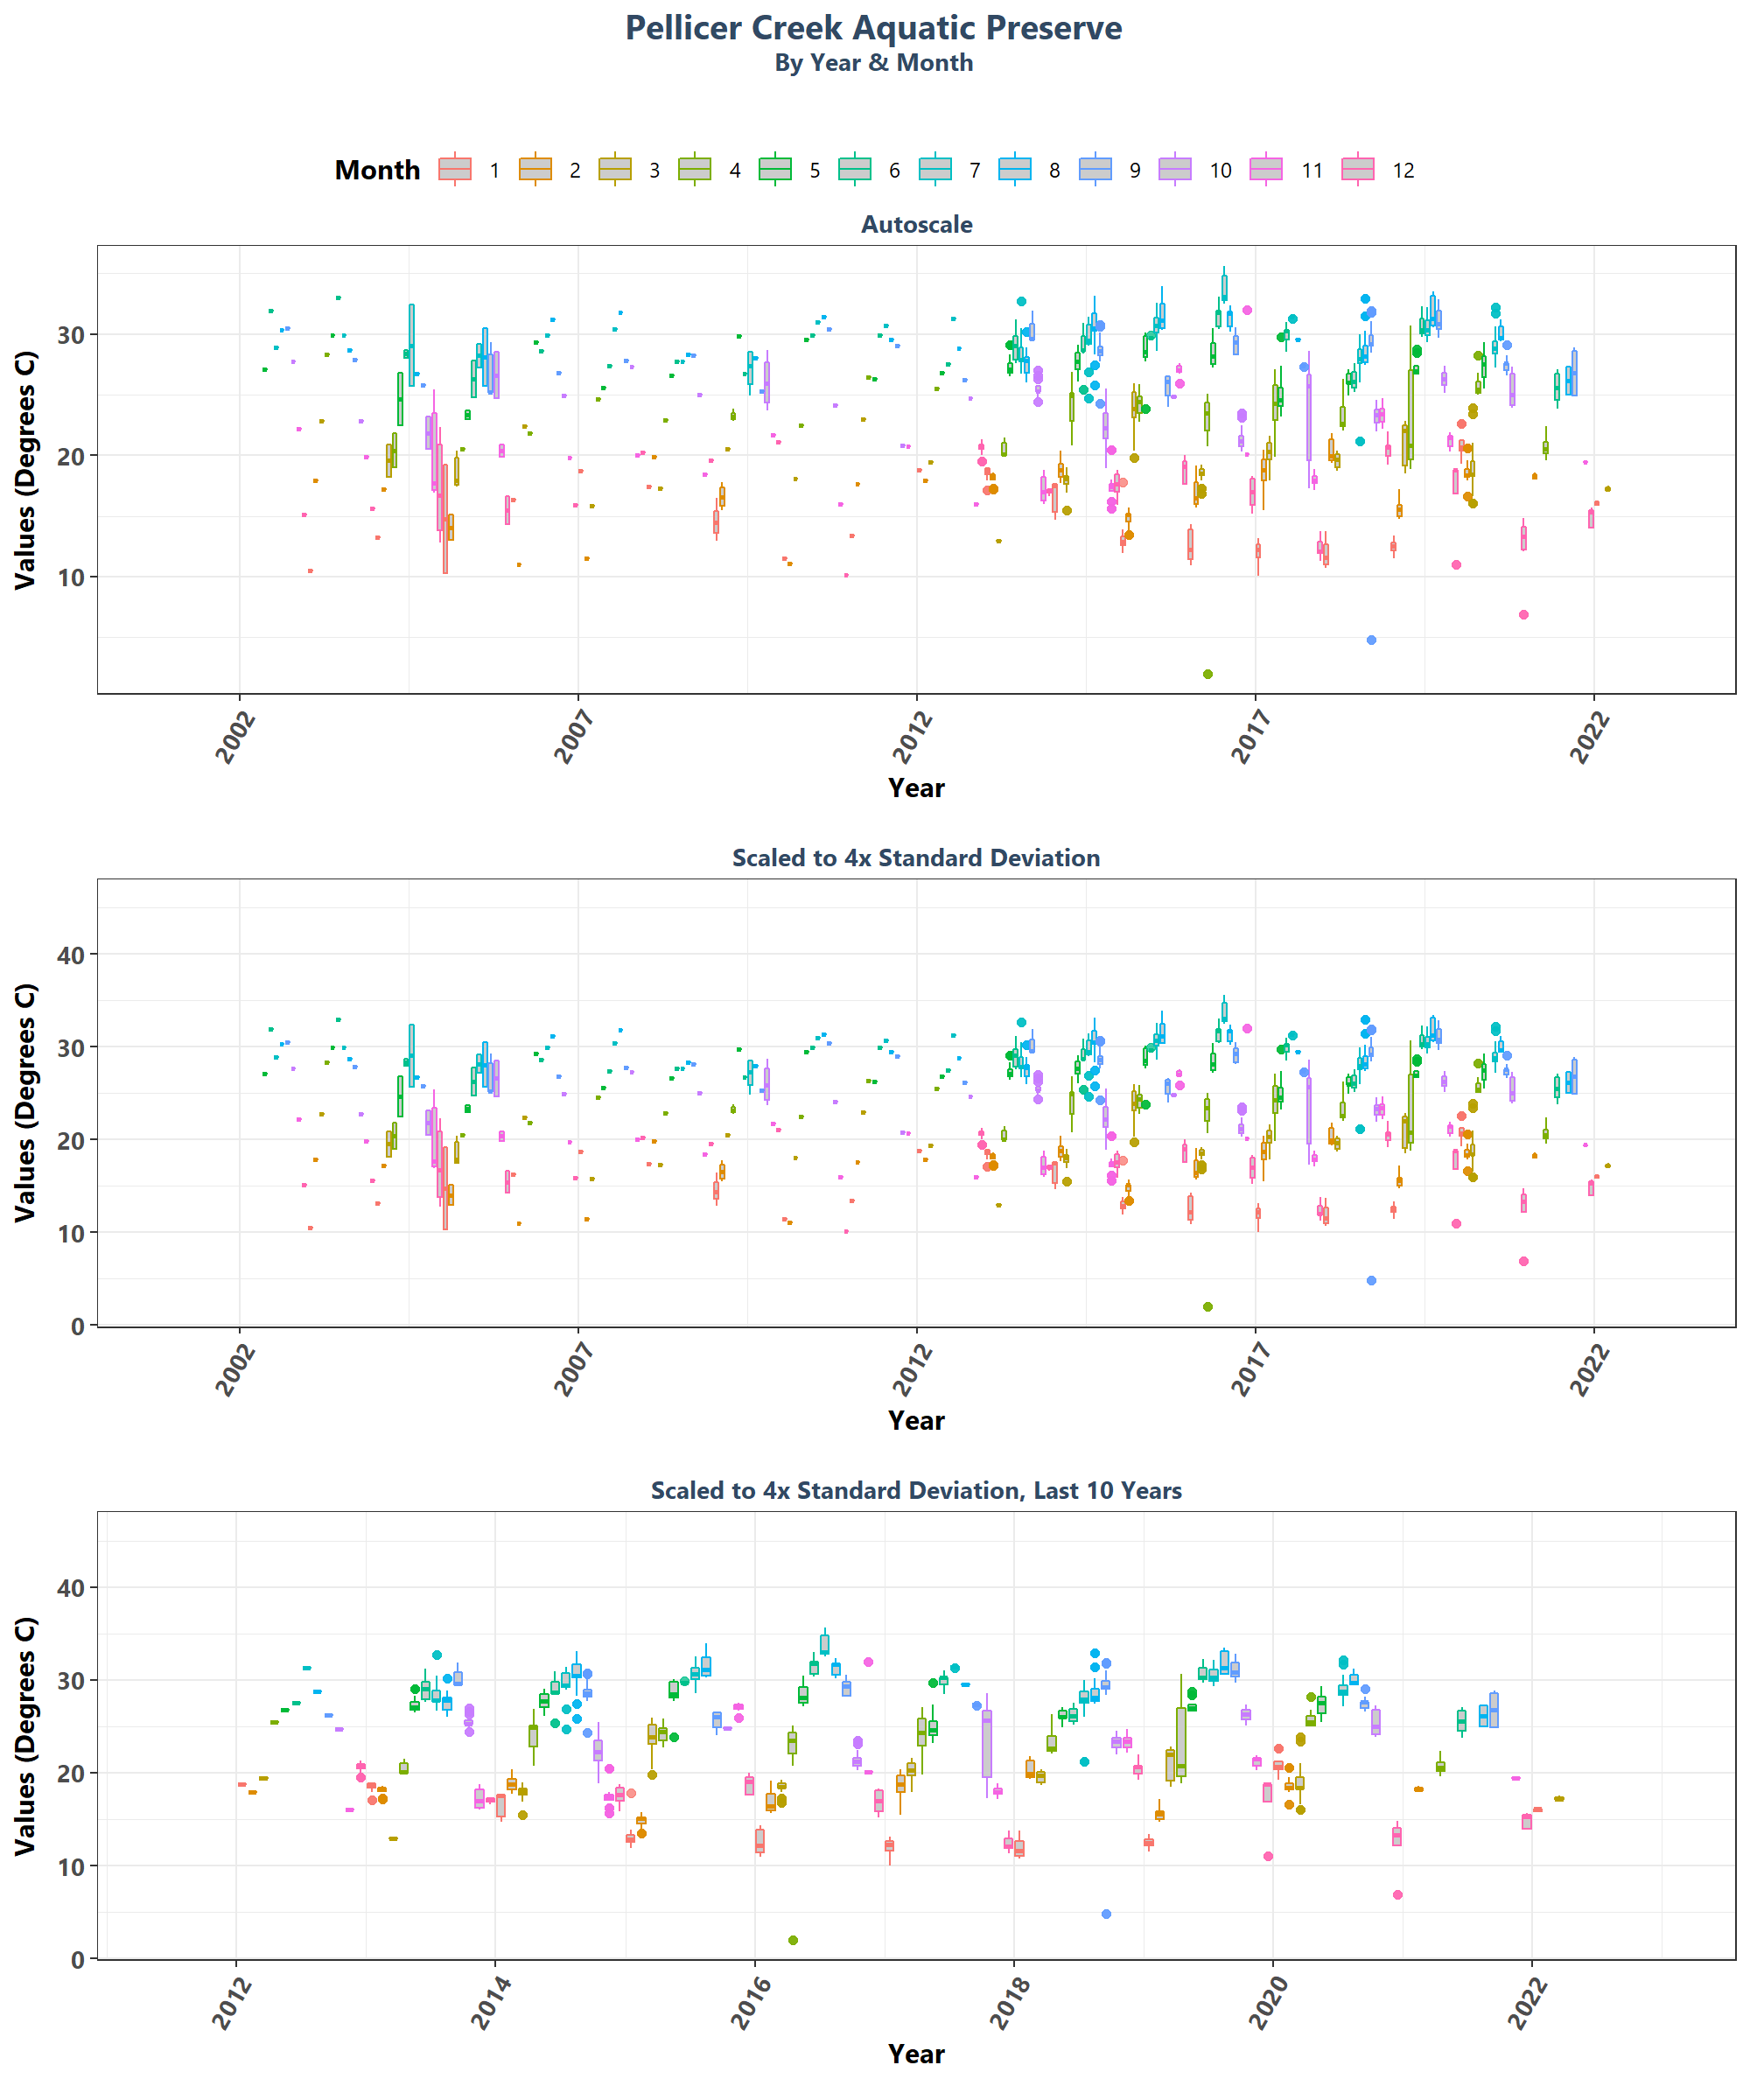 Pellicer Creek Aquatic Preserve
By Year & Month
Month 1 2 3 4 5 6 7 8 9 10 11 12
Autoscale
Values (Degrees C)
30
20
10
2002 2007 2012 2017 2022
Year
Scaled to 4x Standard Deviation
Values (Degrees C)
40
30
20
10
0
2002 2007 2012 2017 2022
Year
Scaled to 4x Standard Deviation, Last 10 Years
Values (Degrees C)
40
30
20
10
0
2012 2014 2016 2018 2020 2022
Year